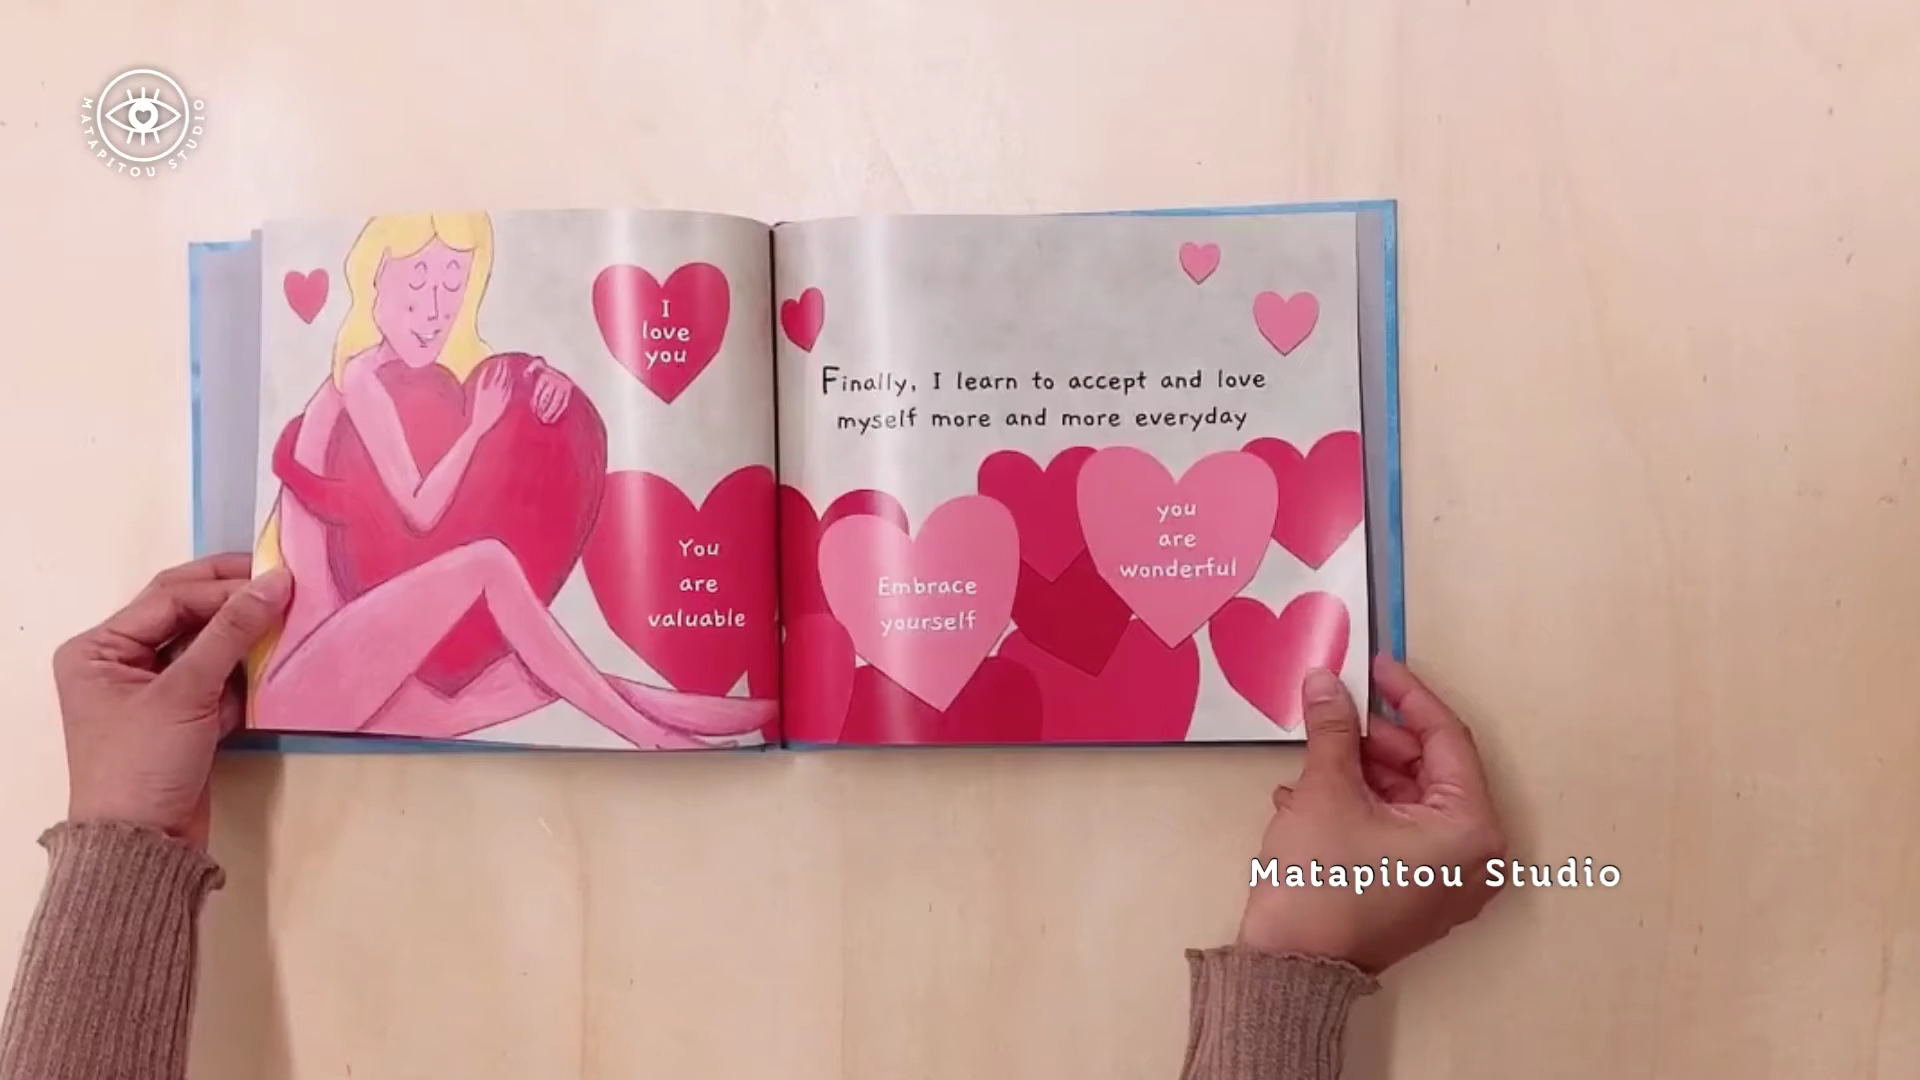 MATAPITOU STUDIO
I
love
you
You
are
valuable
Finally, I learn to accept and love
myself more and more everyday
Embrace
yourself
you
are
wonderful
Matapitou Studio